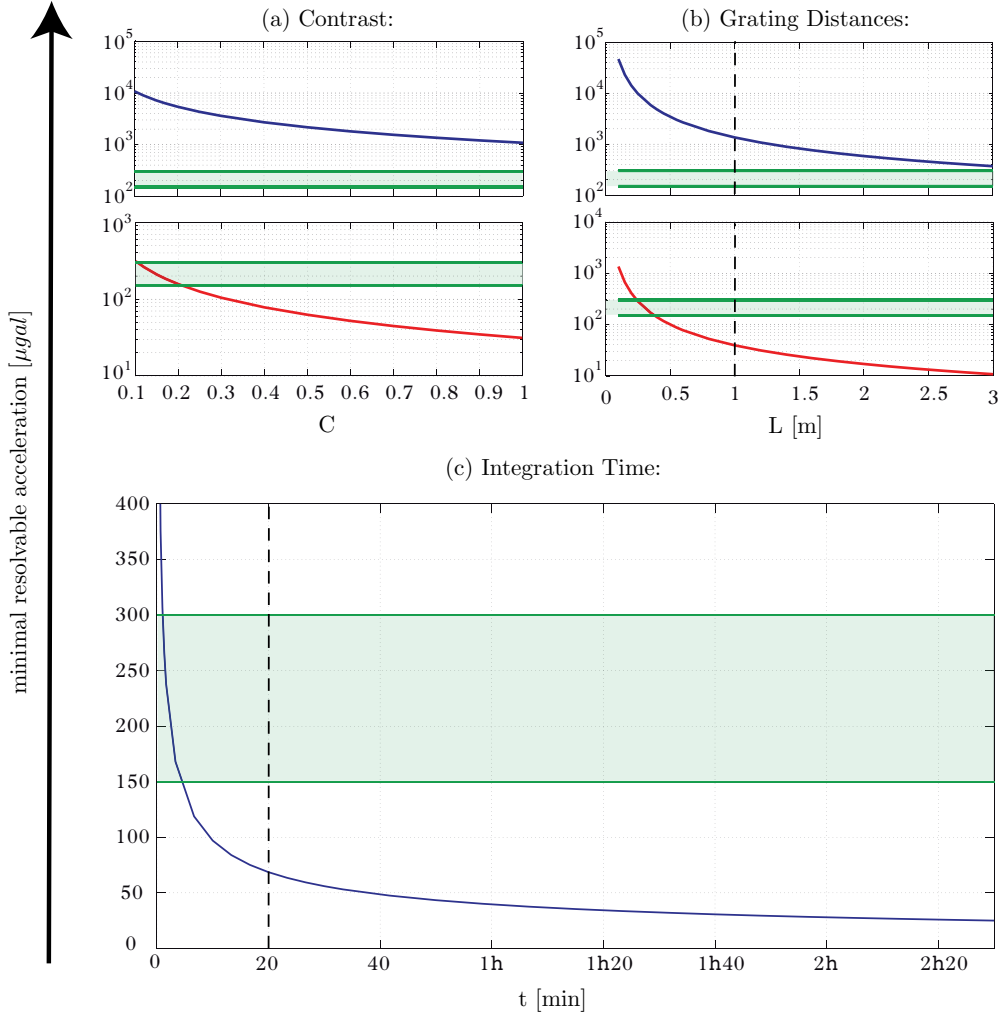 (a) Contrast:
(b) Grating Distances:
10^5
10^4
10^3
10^2
10^5
10^4
10^3
10^2
10^3
10^2
10^1
10^4
10^3
10^2
10^1
0.1 0.2 0.3 0.4 0.5 0.6 0.7 0.8 0.9 1
0 0.5 1 1.5 2 2.5 3
C
L [m]
minimal resolvable acceleration [μgal]
(c) Integration Time:
400
350
300
250
200
150
100
50
0
0 20 40 1h 1h20 1h40 2h 2h20
t [min]